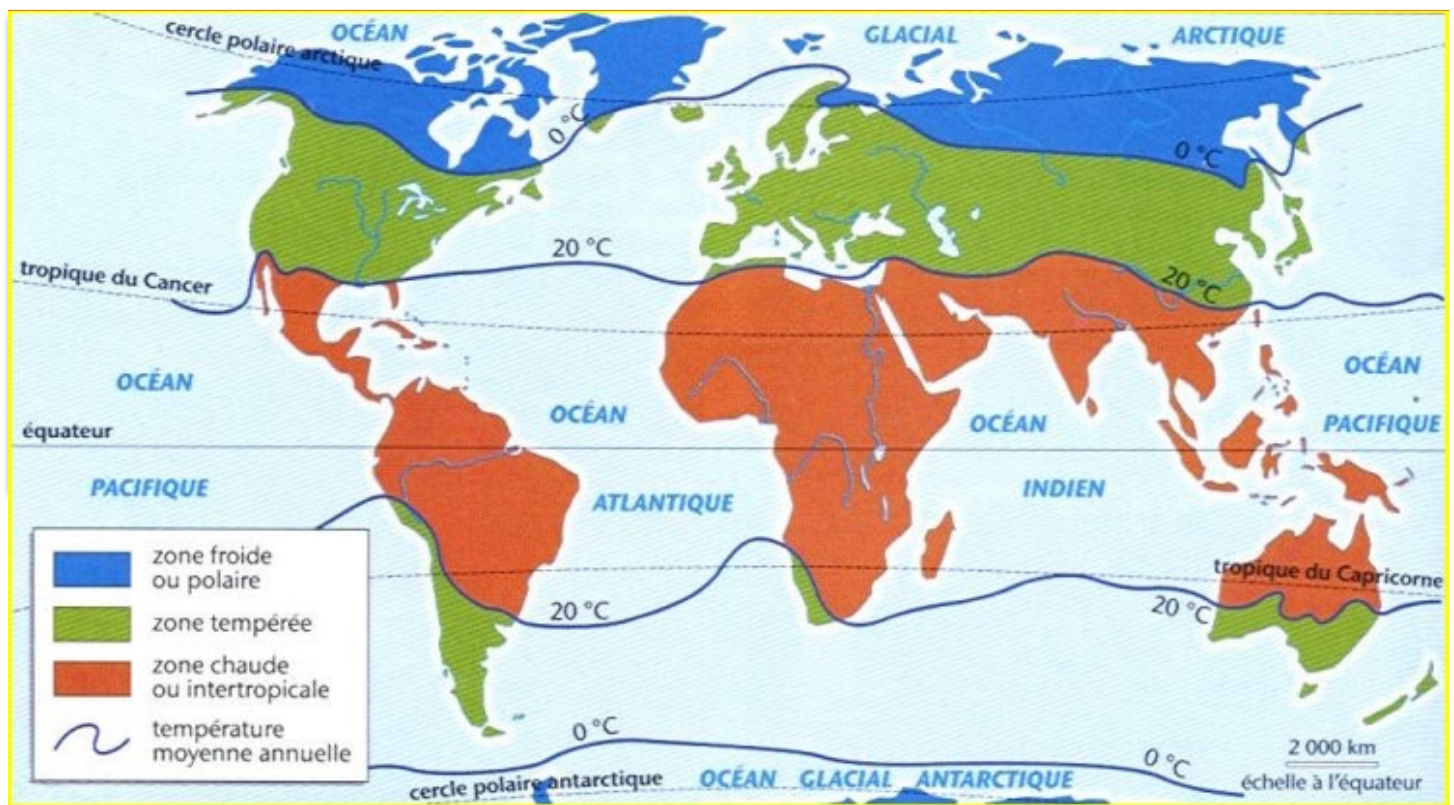 OCÉAN
GLACIAL
ARCTIQUE
cercle polaire arctique
0 °C
0 °C
20 °C
20 °C
tropique du Cancer
OCÉAN
OCÉAN
OCÉAN
OCÉAN
PACIFIQUE
équateur
PACIFIQUE
ATLANTIQUE
INDIEN
tropique du Capricorne
20 °C
20 °C
zone froide
ou polaire
zone tempérée
zone chaude
ou intertropicale
température
moyenne annuelle
0 °C
0 °C
cercle polaire antarctique
OCÉAN GLACIAL ANTARCTIQUE
2 000 km
échelle à l'équateur